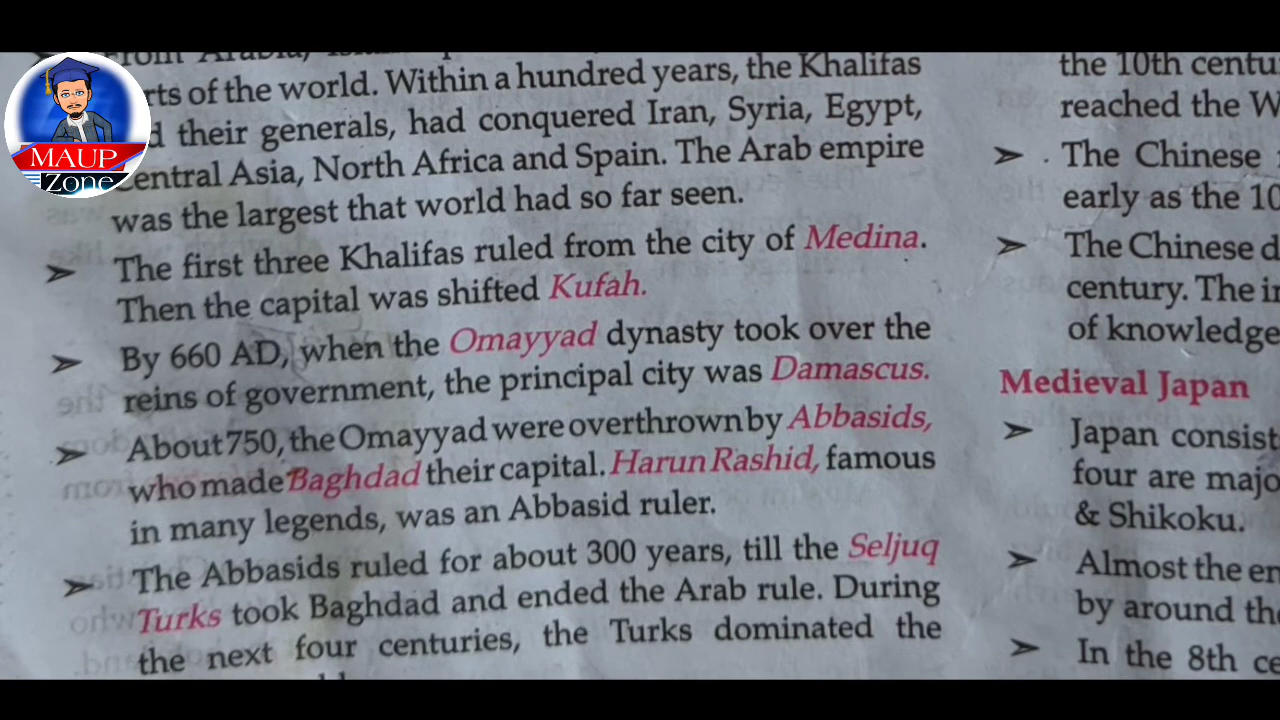 MAUP
Zone
From Arabia,
rts of the world. Within a hundred years, the Khalifas
d their generals, had conquered Iran, Syria, Egypt,
Central Asia, North Africa and Spain. The Arab empire
was the largest that world had so far seen.
➢ The first three Khalifas ruled from the city of Medina.
Then the capital was shifted Kufah.
➢ By 660 AD, when the Omayyad dynasty took over the
reins of government, the principal city was Damascus.
➢ About 750, the Omayyad were overthrown by Abbasids,
who made Baghdad their capital. Harun Rashid, famous
in many legends, was an Abbasid ruler.
➢ The Abbasids ruled for about 300 years, till the Seljuq
Turks took Baghdad and ended the Arab rule. During
the next four centuries, the Turks dominated the
the 10th centu
reached the W
➢ The Chinese
early as the 10
➢ The Chinese d
century. The in
of knowledge
Medieval Japan
➢ Japan consist
four are majo
& Shikoku.
➢ Almost the en
by around the
➢ In the 8th ce